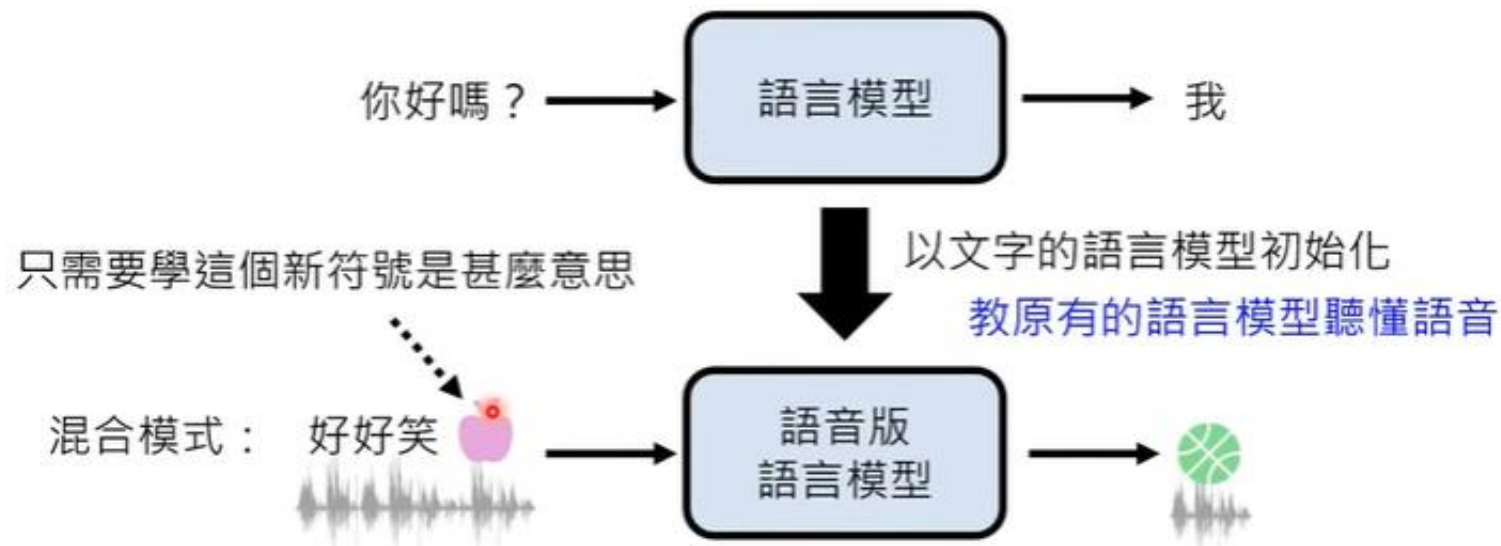 你好嗎？
語言模型
我
以文字的語言模型初始化
教原有的語言模型聽懂語音
只需要學這個新符號是甚麼意思
混合模式： 好好笑
語音版
語言模型